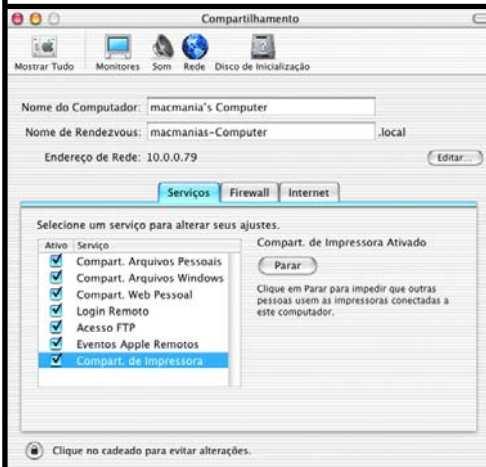 Compartilhamento
Mostrar Tudo Monitores Som Rede Disco de Inicialização
Nome do Computador: macmania's Computer
Nome de Rendezvous: macmanias-Computer .local
Endereço de Rede: 10.0.0.79 Editar...
Serviços Firewall Internet
Selecione um serviço para alterar seus ajustes.
Ativo Serviço
Compart. Arquivos Pessoais
Compart. Arquivos Windows
Compart. Web Pessoal
Login Remoto
Acesso FTP
Eventos Apple Remotos
Compart. de Impressora
Compart. de Impressora Ativado
Parar
Clique em Parar para impedir que outras
pessoas usem as impressoras conectadas a
este computador.
Clique no cadeado para evitar alterações.